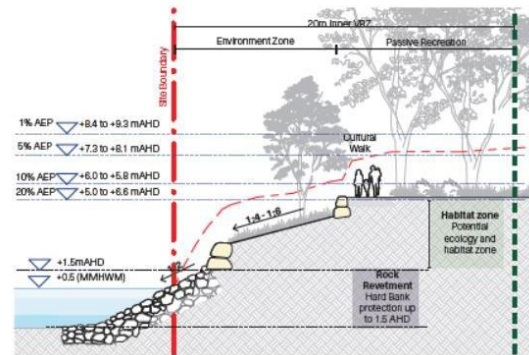 20m Inner VRZ
Environment Zone
Passive Recreation
Site Boundary
1% AEP +8.4 to +9.3 mAHD
Cultural
Walk
5% AEP +7.3 to +8.1 mAHD
10% AEP +6.0 to +5.8 mAHD
20% AEP +5.0 to +6.6 mAHD
1:4 - 1:6
Habitat zone
Potential
ecology and
habitat zone
+1.5mAHD
+0.5 (MMHWM)
Rock
Revetment
Hard Bank
protection up
to 1.5 AHD